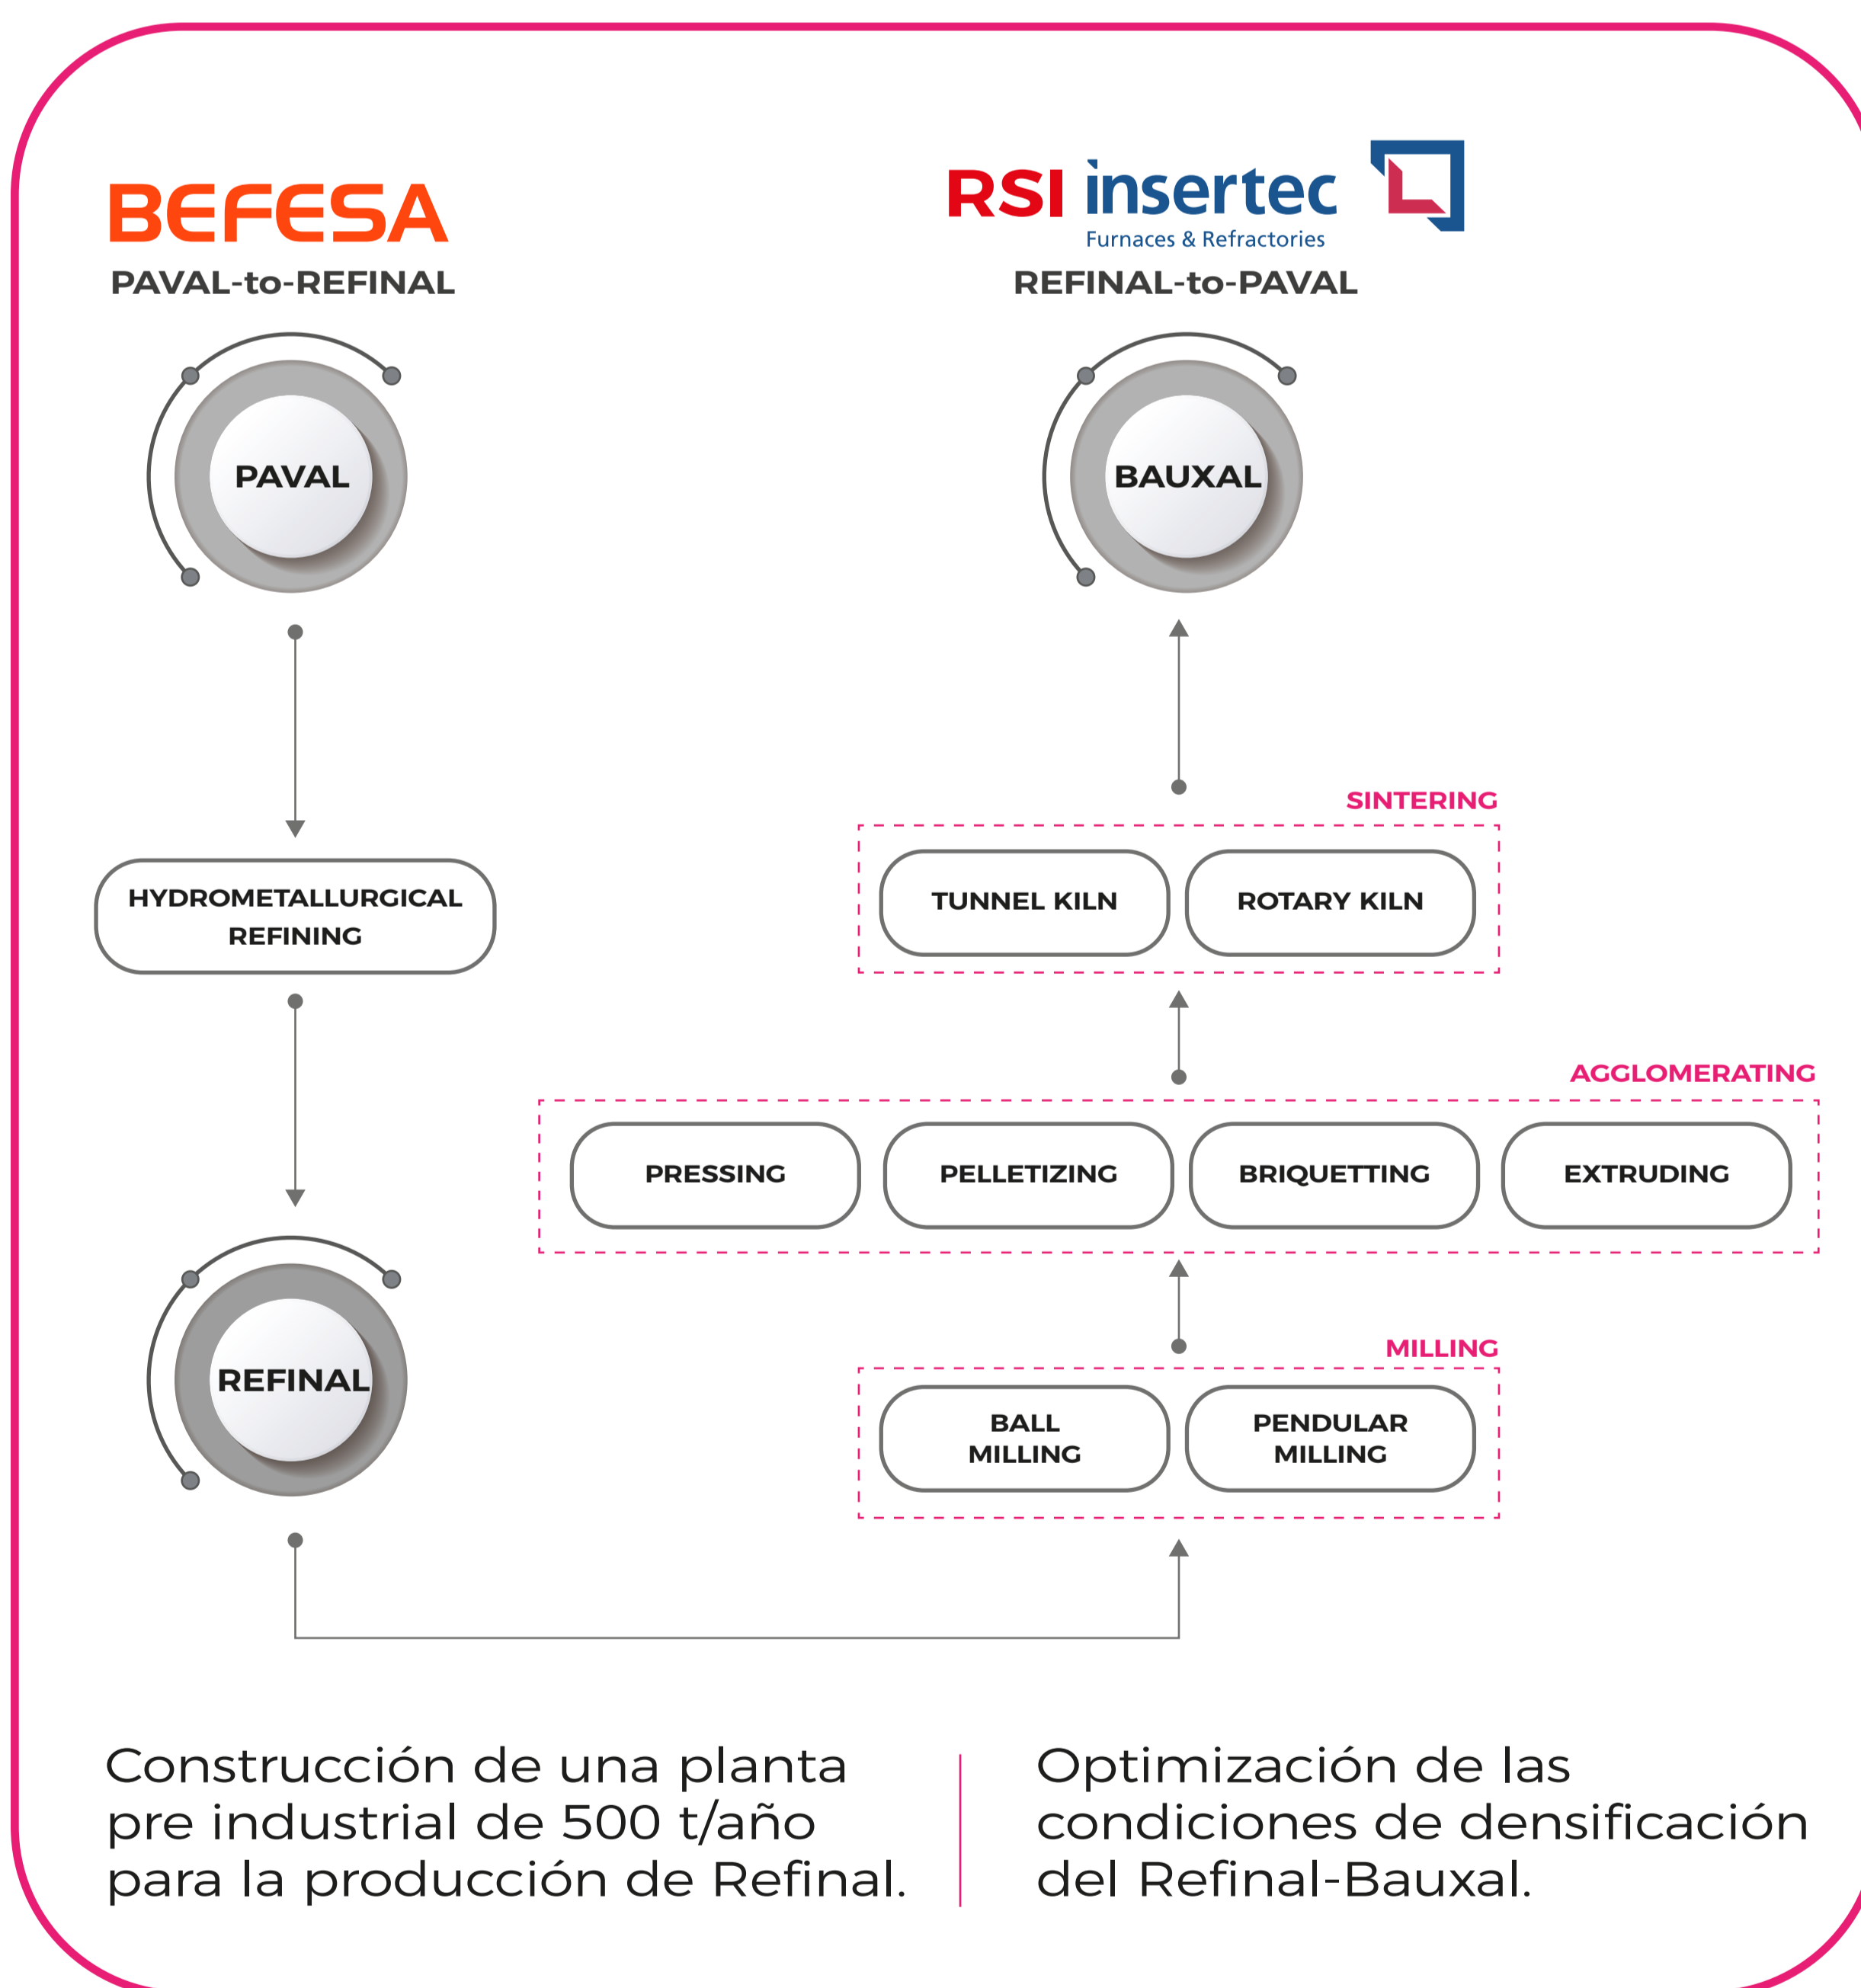 BEFESA
PAVAL-to-REFINAL
PAVAL
HYDROMETALLLURGICAL
REFINING
REFINAL
RSI insertec
Furnaces & Refractories
REFINAL-to-PAVAL
BAUXAL
SINTERING
TUNNEL KILN
ROTARY KILN
AGGLOMERATING
PRESSING
PELLETIZING
BRIQUETTING
EXTRUDING
MILLING
BALL
MILLING
PENDULAR
MILLING
Construcción de una planta
pre industrial de 500 t/año
para la producción de Refinal.
Optimización de las
condiciones de densificación
del Refinal-Bauxal.